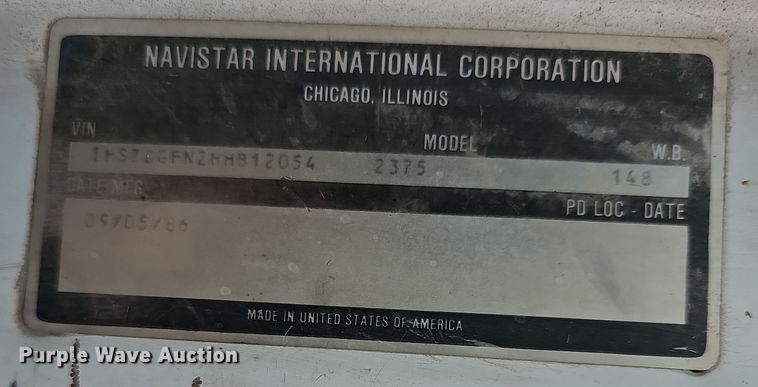 NAVISTAR INTERNATIONAL CORPORATION
CHICAGO, ILLINOIS
VIN MODEL W.B.
2375 148
DATE MFG. PD LOC - DATE
09/05/86
MADE IN UNITED STATES OF AMERICA
Purple Wave Auction